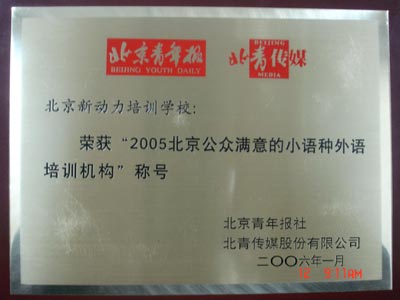 北京青年报
BEIJING YOUTH DAILY
BEIJING
北青传媒
MEDIA
北京新动力培训学校:
荣获“2005北京公众满意的小语种外语
培训机构”称号
北京青年报社
北青传媒股份有限公司
二〇〇六年一月